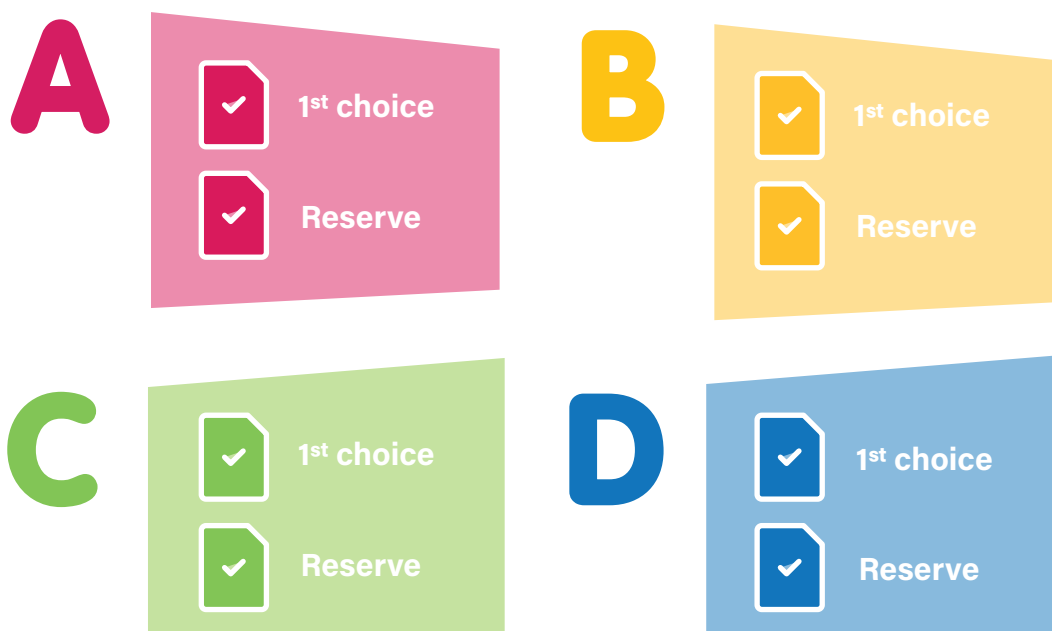 A
1st choice
Reserve
B
1st choice
Reserve
C
1st choice
Reserve
D
1st choice
Reserve